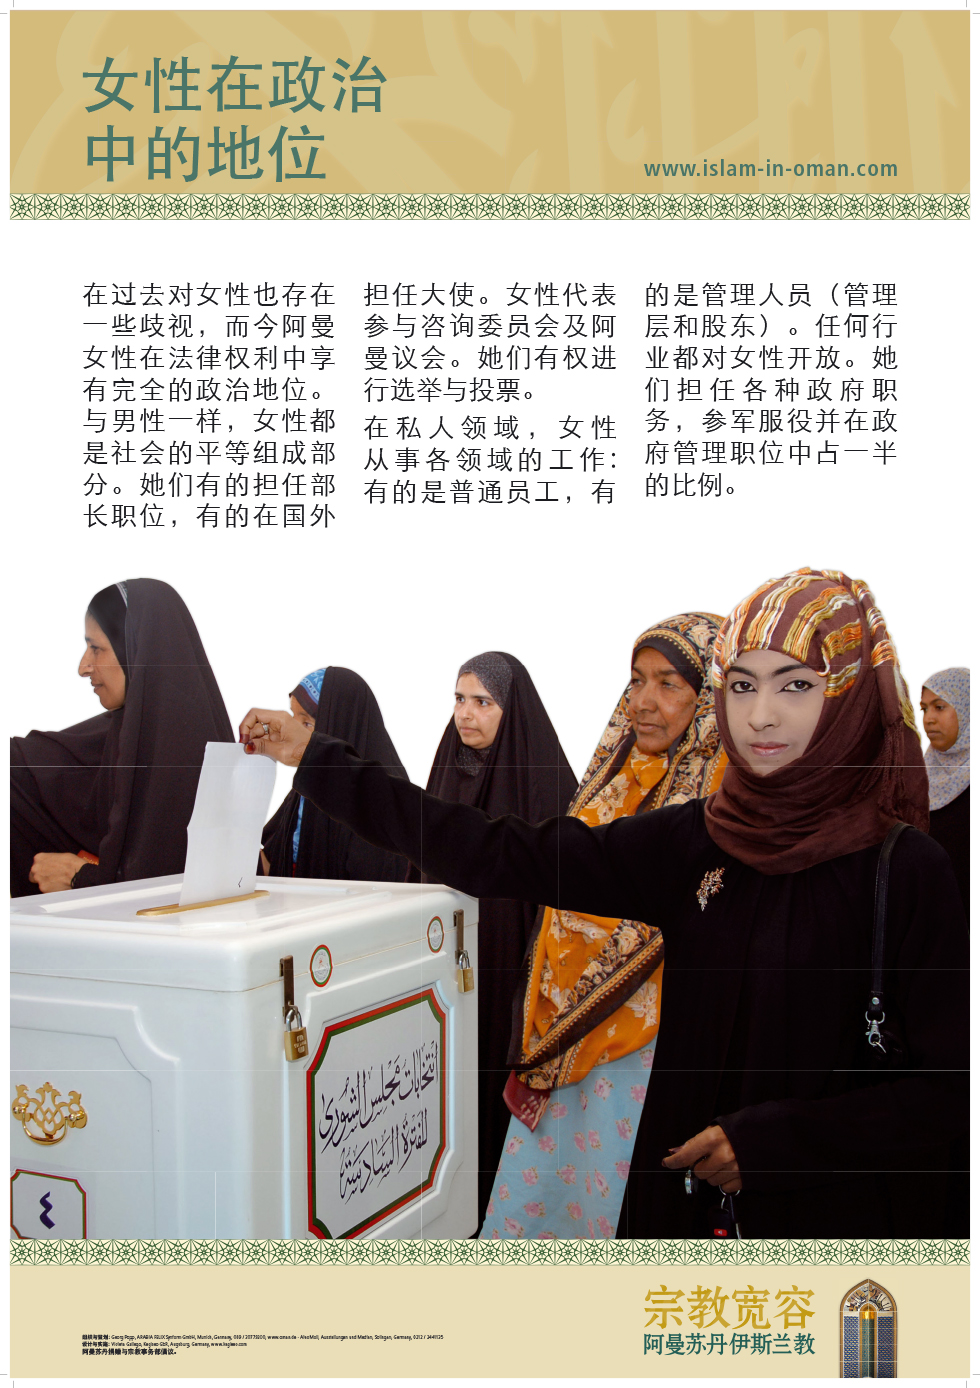 女性在政治
中的地位
www.islam-in-oman.com
在过去对女性也存在
一些歧视，而今阿曼
女性在法律权利中享
有完全的政治地位。
与男性一样，女性都
是社会的平等组成部
分。她们有的担任部
长职位，有的在国外
担任大使。女性代表
参与咨询委员会及阿
曼议会。她们有权进
行选举与投票。
在私人领域，女性
从事各领域的工作：
有的是普通员工，有
的是管理人员（管理
层和股东）。任何行
业都对女性开放。她
们担任各种政府职
务，参军服役并在政
府管理职位中占一半
的比例。
انتخابات مجلس الشورى
للفترة السادسة
٤
宗教宽容
阿曼苏丹伊斯兰教